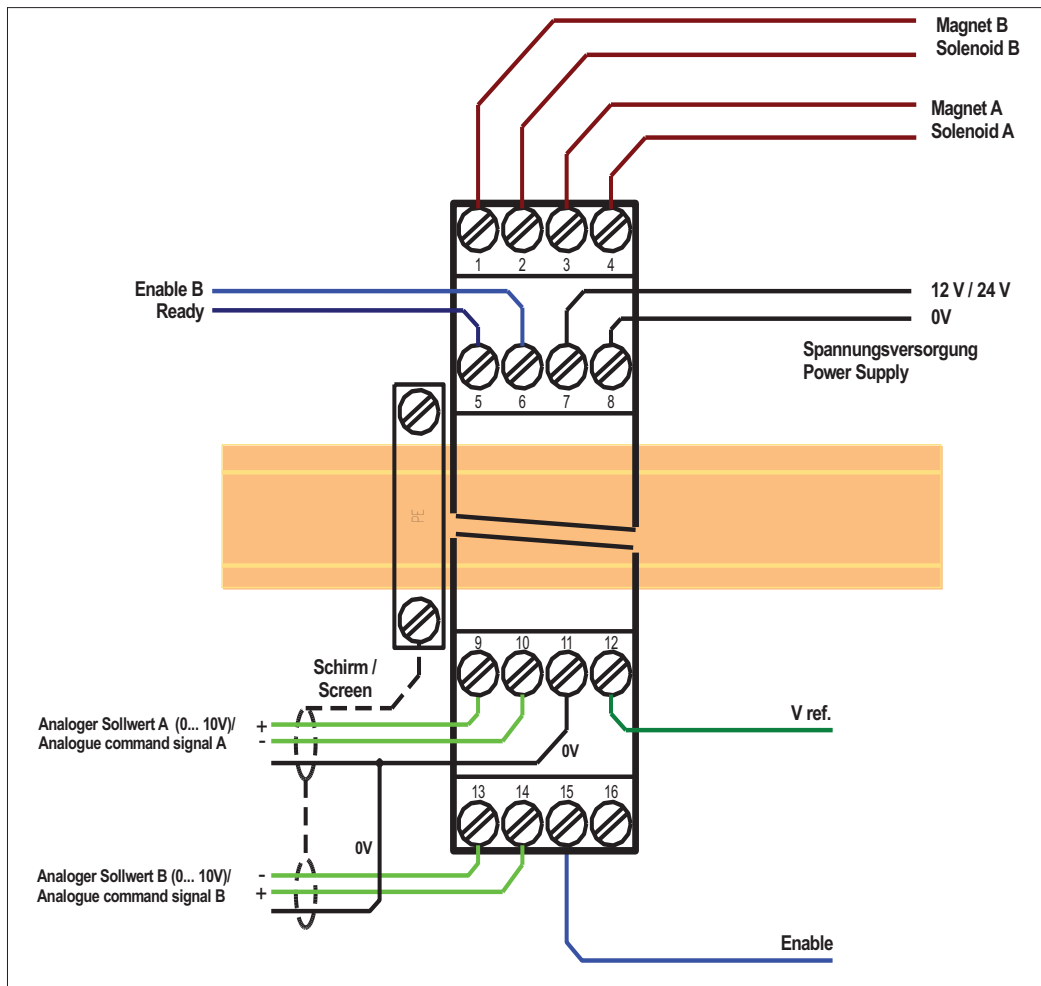 Magnet B
Solenoid B
Magnet A
Solenoid A
1 2 3 4
Enable B
Ready
12 V / 24 V
0V
Spannungsversorgung
Power Supply
5 6 7 8
PE
9 10 11 12
Schirm /
Screen
Analoger Sollwert A (0... 10V)/
Analogue command signal A
+
-
0V
V ref.
13 14 15 16
0V
Analoger Sollwert B (0... 10V)/
Analogue command signal B
-
+
Enable